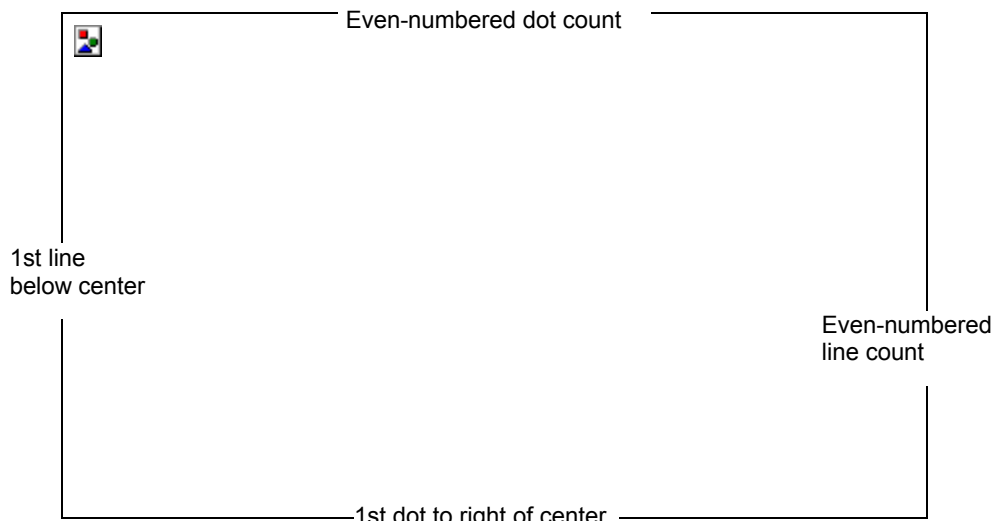 Even-numbered dot count
1st line
below center
Even-numbered
line count
1st dot to right of center